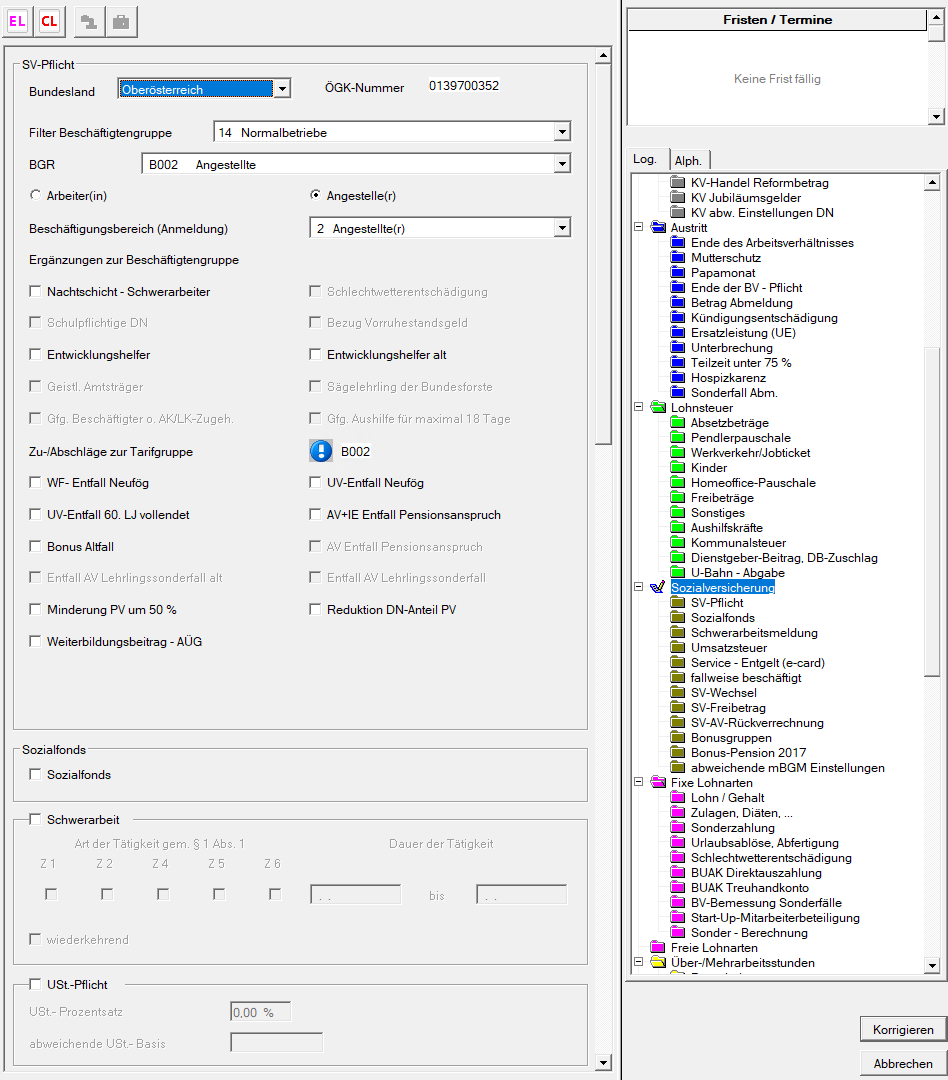 EL CL
SV-Pflicht
Bundesland Oberösterreich ÖGK-Nummer 0139700352
Filter Beschäftigtengruppe 14 Normalbetriebe
BGR B002 Angestellte
Arbeiter(in) Angestelle(r)
Beschäftigungsbereich (Anmeldung) 2 Angestellte(r)
Ergänzungen zur Beschäftigtengruppe
Nachtschicht - Schwerarbeiter Schlechtwetterentschädigung
Schulpflichtige DN Bezug Vorruhestandsgeld
Entwicklungshelfer Entwicklungshelfer alt
Geistl. Amtsträger Sägelehrling der Bundesforste
Gfg. Beschäftigter o. AK/LK-Zugeh. Gfg. Aushilfe für maximal 18 Tage
Zu-/Abschläge zur Tarifgruppe B002
WF- Entfall Neufög UV-Entfall Neufög
UV-Entfall 60. LJ vollendet AV+IE Entfall Pensionsanspruch
Bonus Altfall AV Entfall Pensionsanspruch
Entfall AV Lehrlingssonderfall alt Entfall AV Lehrlingssonderfall
Minderung PV um 50 % Reduktion DN-Anteil PV
Weiterbildungsbeitrag - AÜG
Sozialfonds
Sozialfonds
Schwerarbeit
Art der Tätigkeit gem. § 1 Abs. 1 Dauer der Tätigkeit
Z 1 Z 2 Z 4 Z 5 Z 6
. . bis . .
wiederkehrend
USt.-Pflicht
USt.- Prozentsatz 0,00 %
abweichende USt.- Basis
Fristen / Termine
Keine Frist fällig
Log. Alph.
KV-Handel Reformbetrag
KV Jubiläumsgelder
KV abw. Einstellungen DN
Austritt
Ende des Arbeitsverhältnisses
Mutterschutz
Papamonat
Ende der BV - Pflicht
Betrag Abmeldung
Kündigungsentschädigung
Ersatzleistung (UE)
Unterbrechung
Teilzeit unter 75 %
Hospizkarenz
Sonderfall Abm.
Lohnsteuer
Absetzbeträge
Pendlerpauschale
Werkverkehr/Jobticket
Kinder
Homeoffice-Pauschale
Freibeträge
Sonstiges
Aushilfskräfte
Kommunalsteuer
Dienstgeber-Beitrag, DB-Zuschlag
U-Bahn - Abgabe
Sozialversicherung
SV-Pflicht
Sozialfonds
Schwerarbeitsmeldung
Umsatzsteuer
Service - Entgelt (e-card)
fallweise beschäftigt
SV-Wechsel
SV-Freibetrag
SV-AV-Rückverrechnung
Bonusgruppen
Bonus-Pension 2017
abweichende mBGM Einstellungen
Fixe Lohnarten
Lohn / Gehalt
Zulagen, Diäten, ...
Sonderzahlung
Urlaubsablöse, Abfertigung
Schlechtwetterentschädigung
BUAK Direktauszahlung
BUAK Treuhandkonto
BV-Bemessung Sonderfälle
Start-Up-Mitarbeiterbeteiligung
Sonder - Berechnung
Freie Lohnarten
Über-/Mehrarbeitsstunden
Korrigieren
Abbrechen